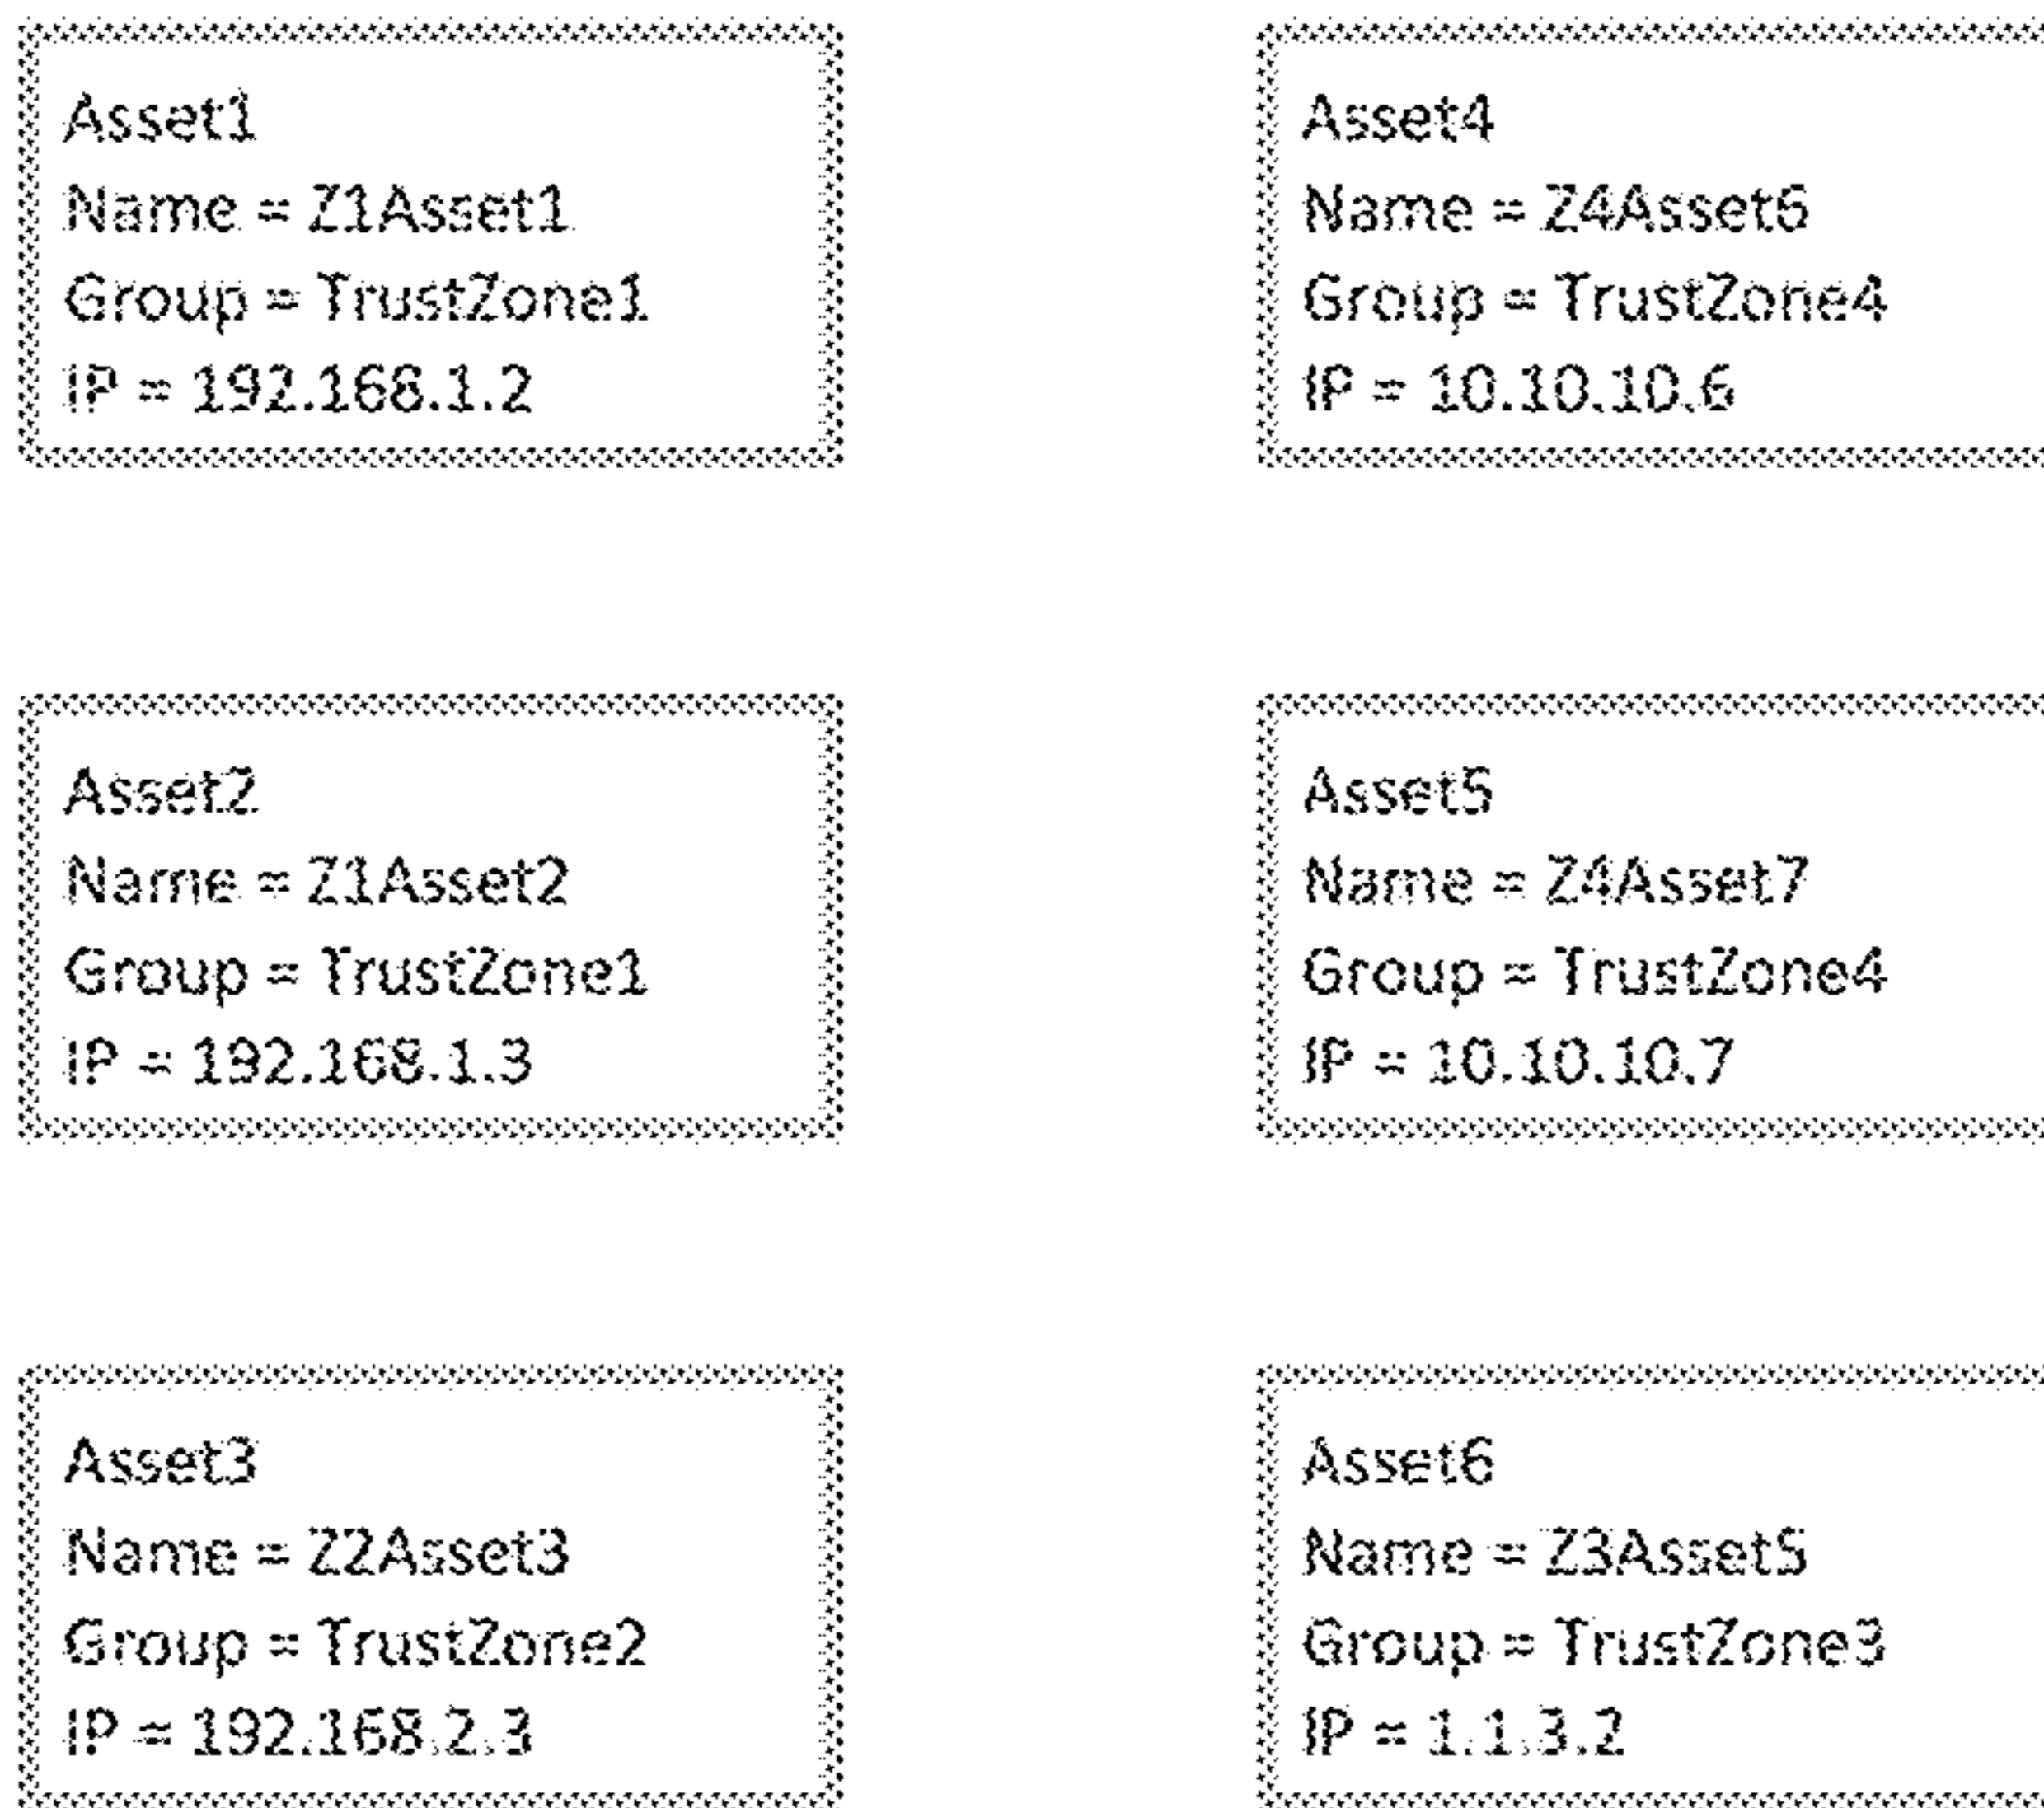 Asset1
Name = Z1Asset1
Group = TrustZone1
IP = 192.168.1.2
Asset2
Name = Z1Asset2
Group = TrustZone1
IP = 192.168.1.3
Asset3
Name = Z2Asset3
Group = TrustZone2
IP = 192.168.2.3
Asset4
Name = Z4Asset6
Group = TrustZone4
IP = 10.10.10.6
Asset5
Name = Z4Asset7
Group = TrustZone4
IP = 10.10.10.7
Asset6
Name = Z3Asset5
Group = TrustZone3
IP = 1.1.3.2